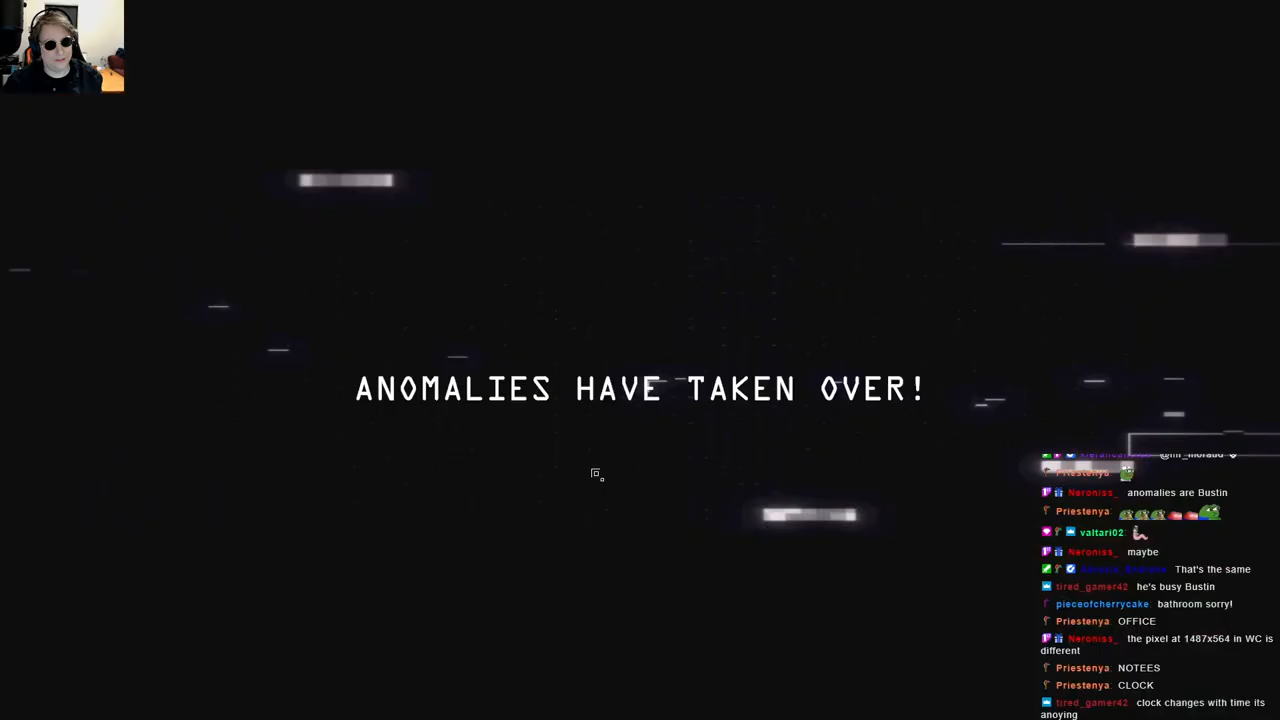 ANOMALIES HAVE TAKEN OVER!
Priestenya:
Neroniss_ anomalies are Bustin
Priestenya:
valtari02:
Neroniss_ maybe
That's the same
tired_gamer42 he's busy Bustin
pieceofcherrycake: bathroom sorry!
Priestenya: OFFICE
Neroniss_ the pixel at 1487x564 in WC is
different
Priestenya: NOTEES
Priestenya: CLOCK
tired_gamer42 clock changes with time its
anoying